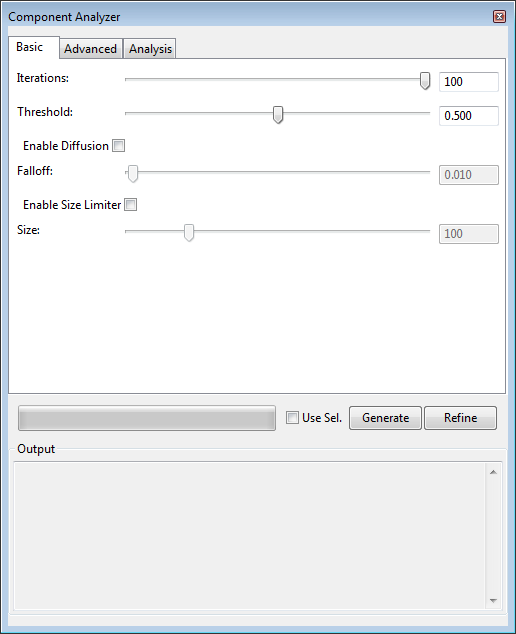 Component Analyzer
Basic Advanced Analysis
Iterations: 100
Threshold: 0.500
Enable Diffusion
Falloff: 0.010
Enable Size Limiter
Size: 100
Use Sel. Generate Refine
Output